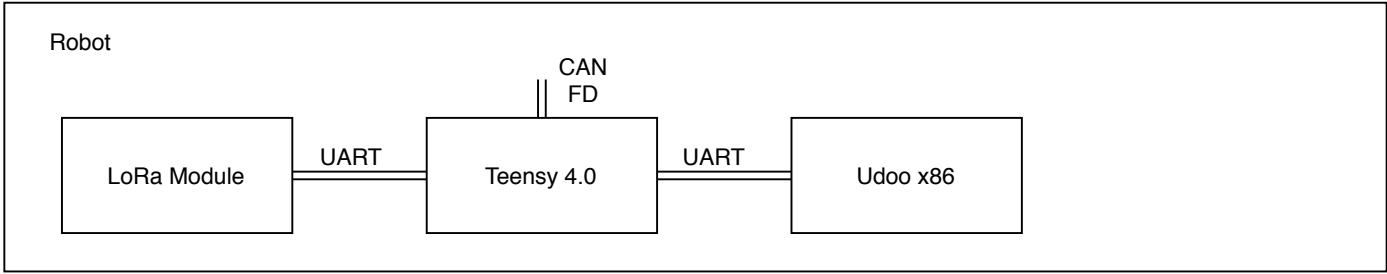 Robot
CAN
FD
LoRa Module
UART
Teensy 4.0
UART
Udoo x86